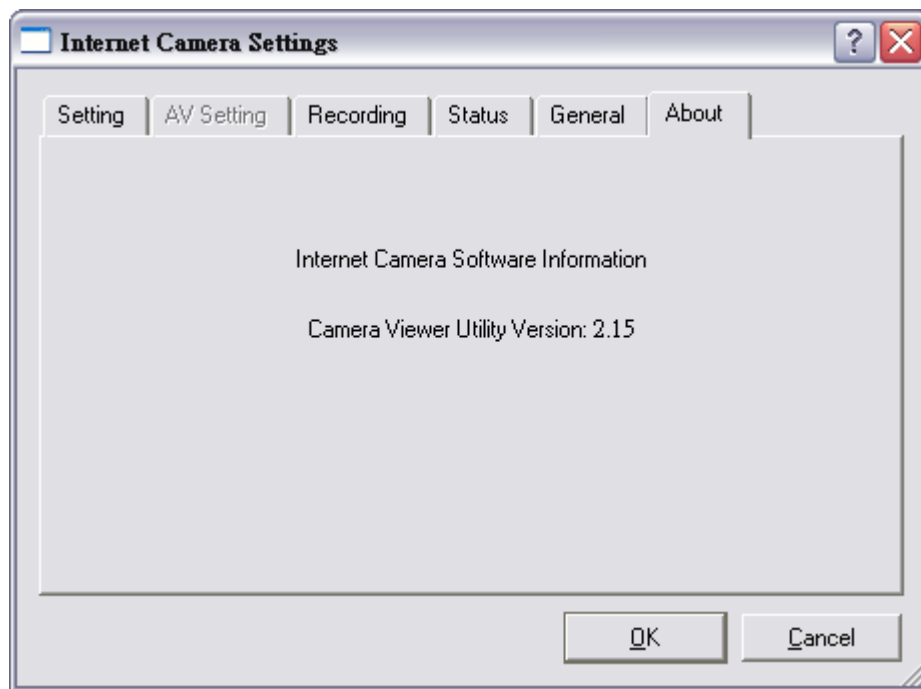 Internet Camera Settings
Setting AV Setting Recording Status General About
Internet Camera Software Information
Camera Viewer Utility Version: 2.15
OK Cancel